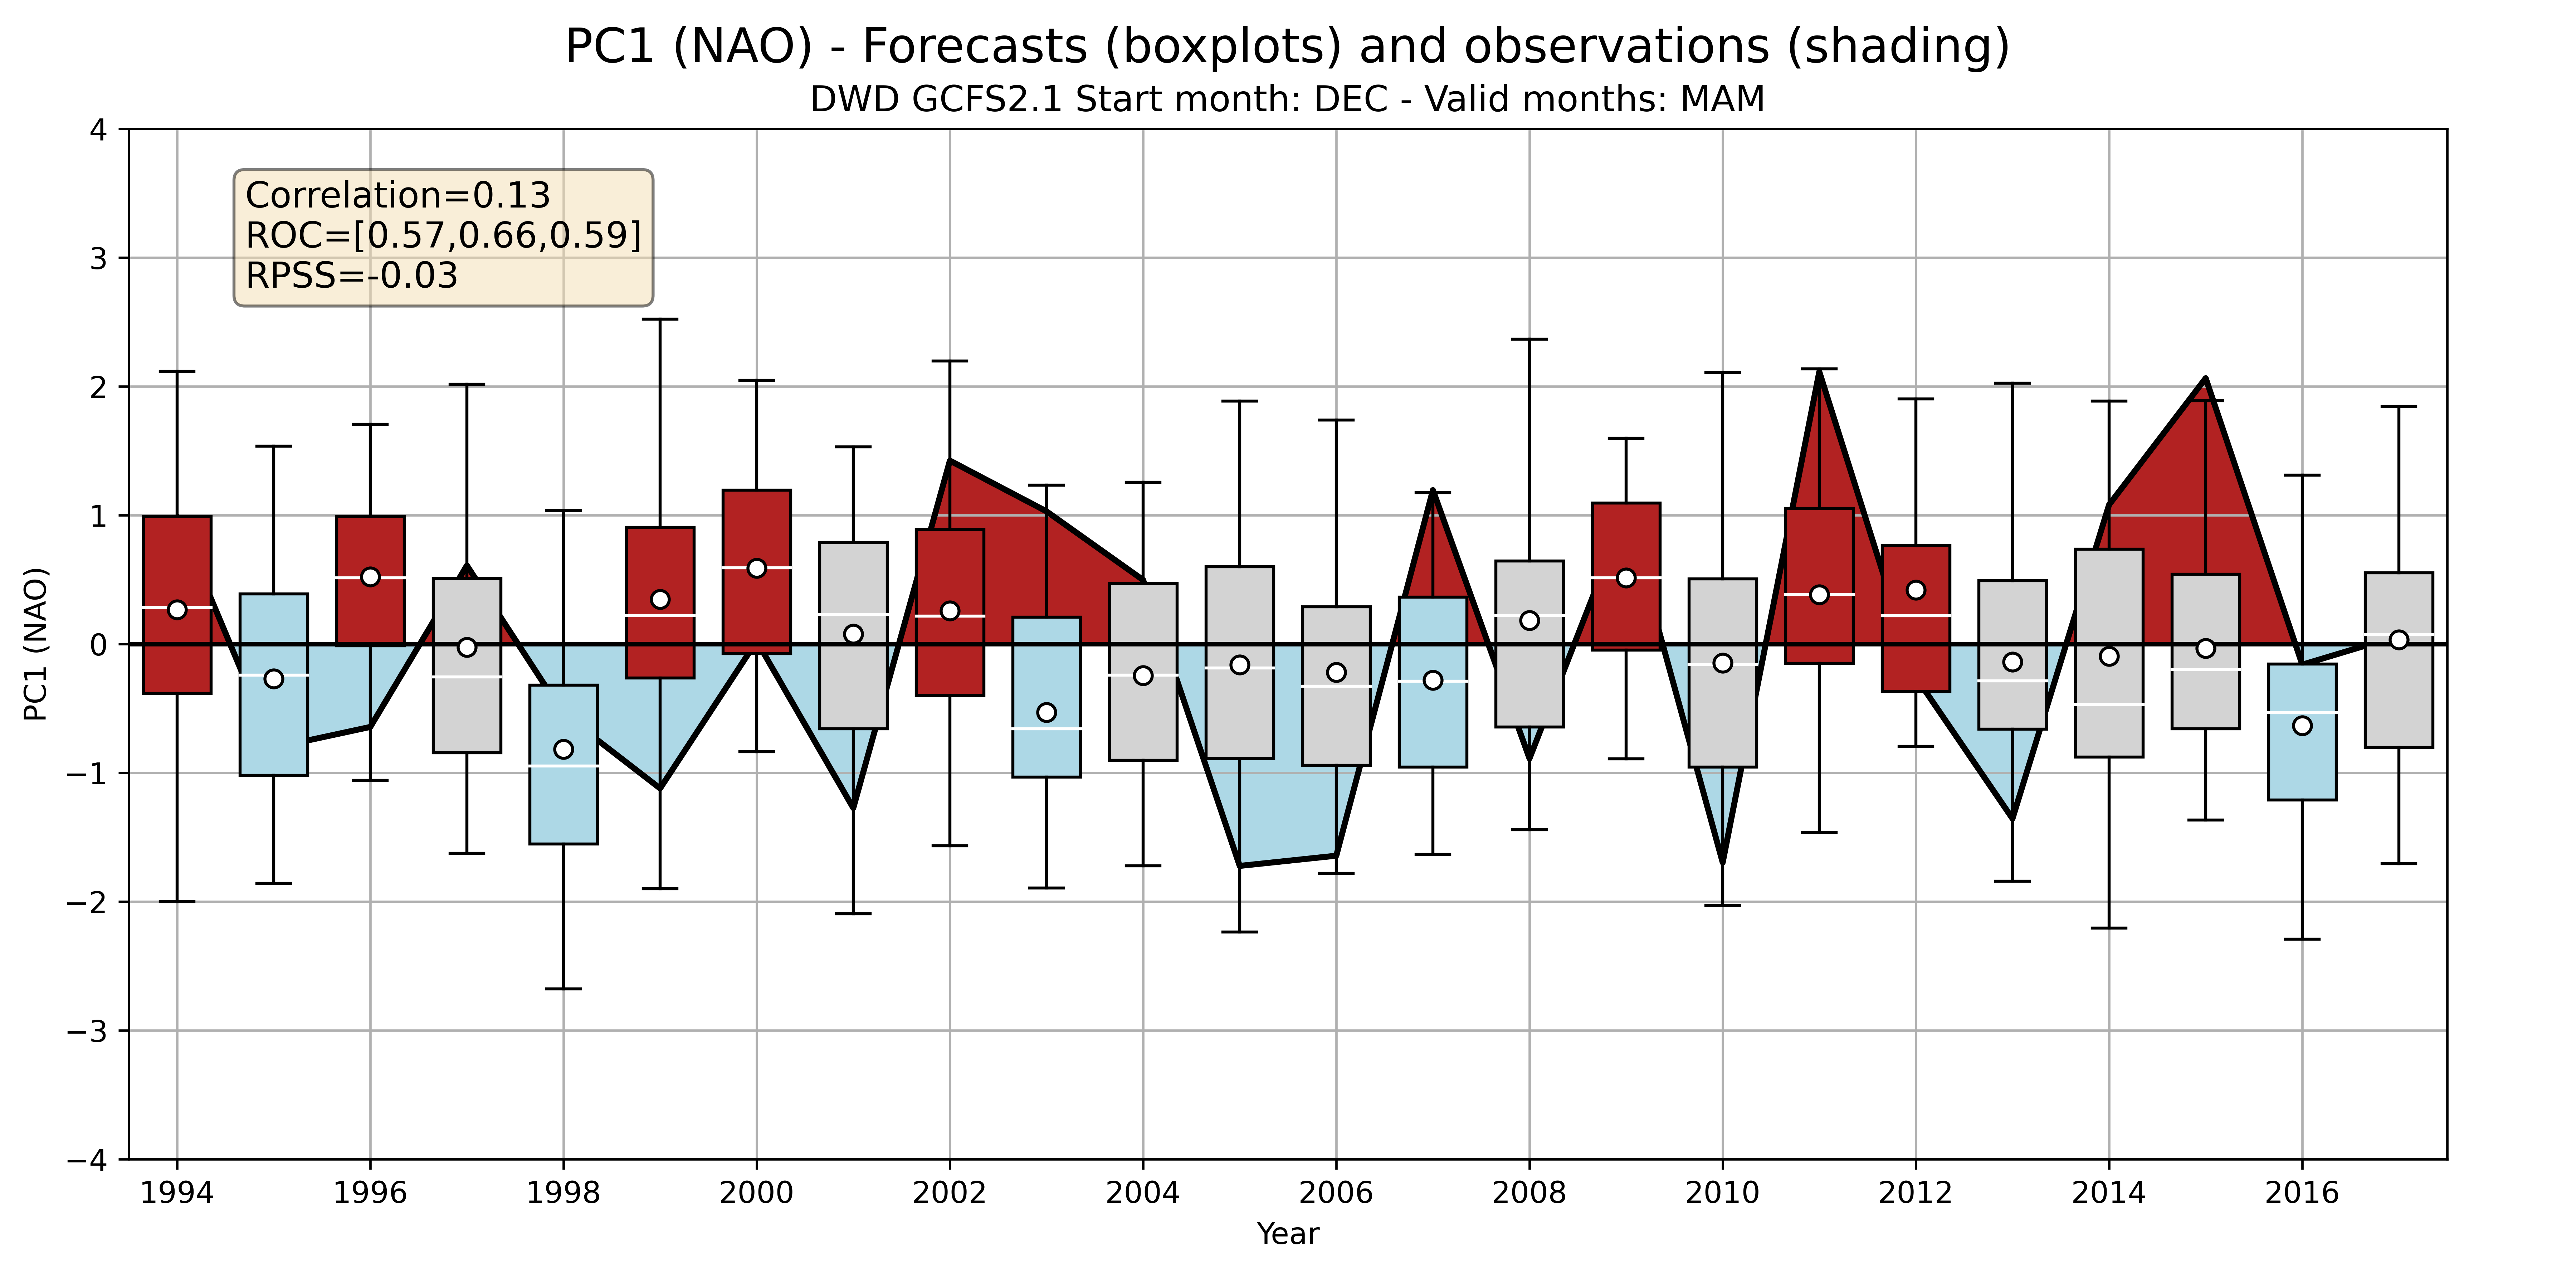 PC1 (NAO) - Forecasts (boxplots) and observations (shading)
DWD GCFS2.1 Start month: DEC - Valid months: MAM
Correlation=0.13
ROC=[0.57,0.66,0.59]
RPSS=-0.03
PC1 (NAO)
4
3
2
1
0
−1
−2
−3
−4
1994 1996 1998 2000 2002 2004 2006 2008 2010 2012 2014 2016
Year